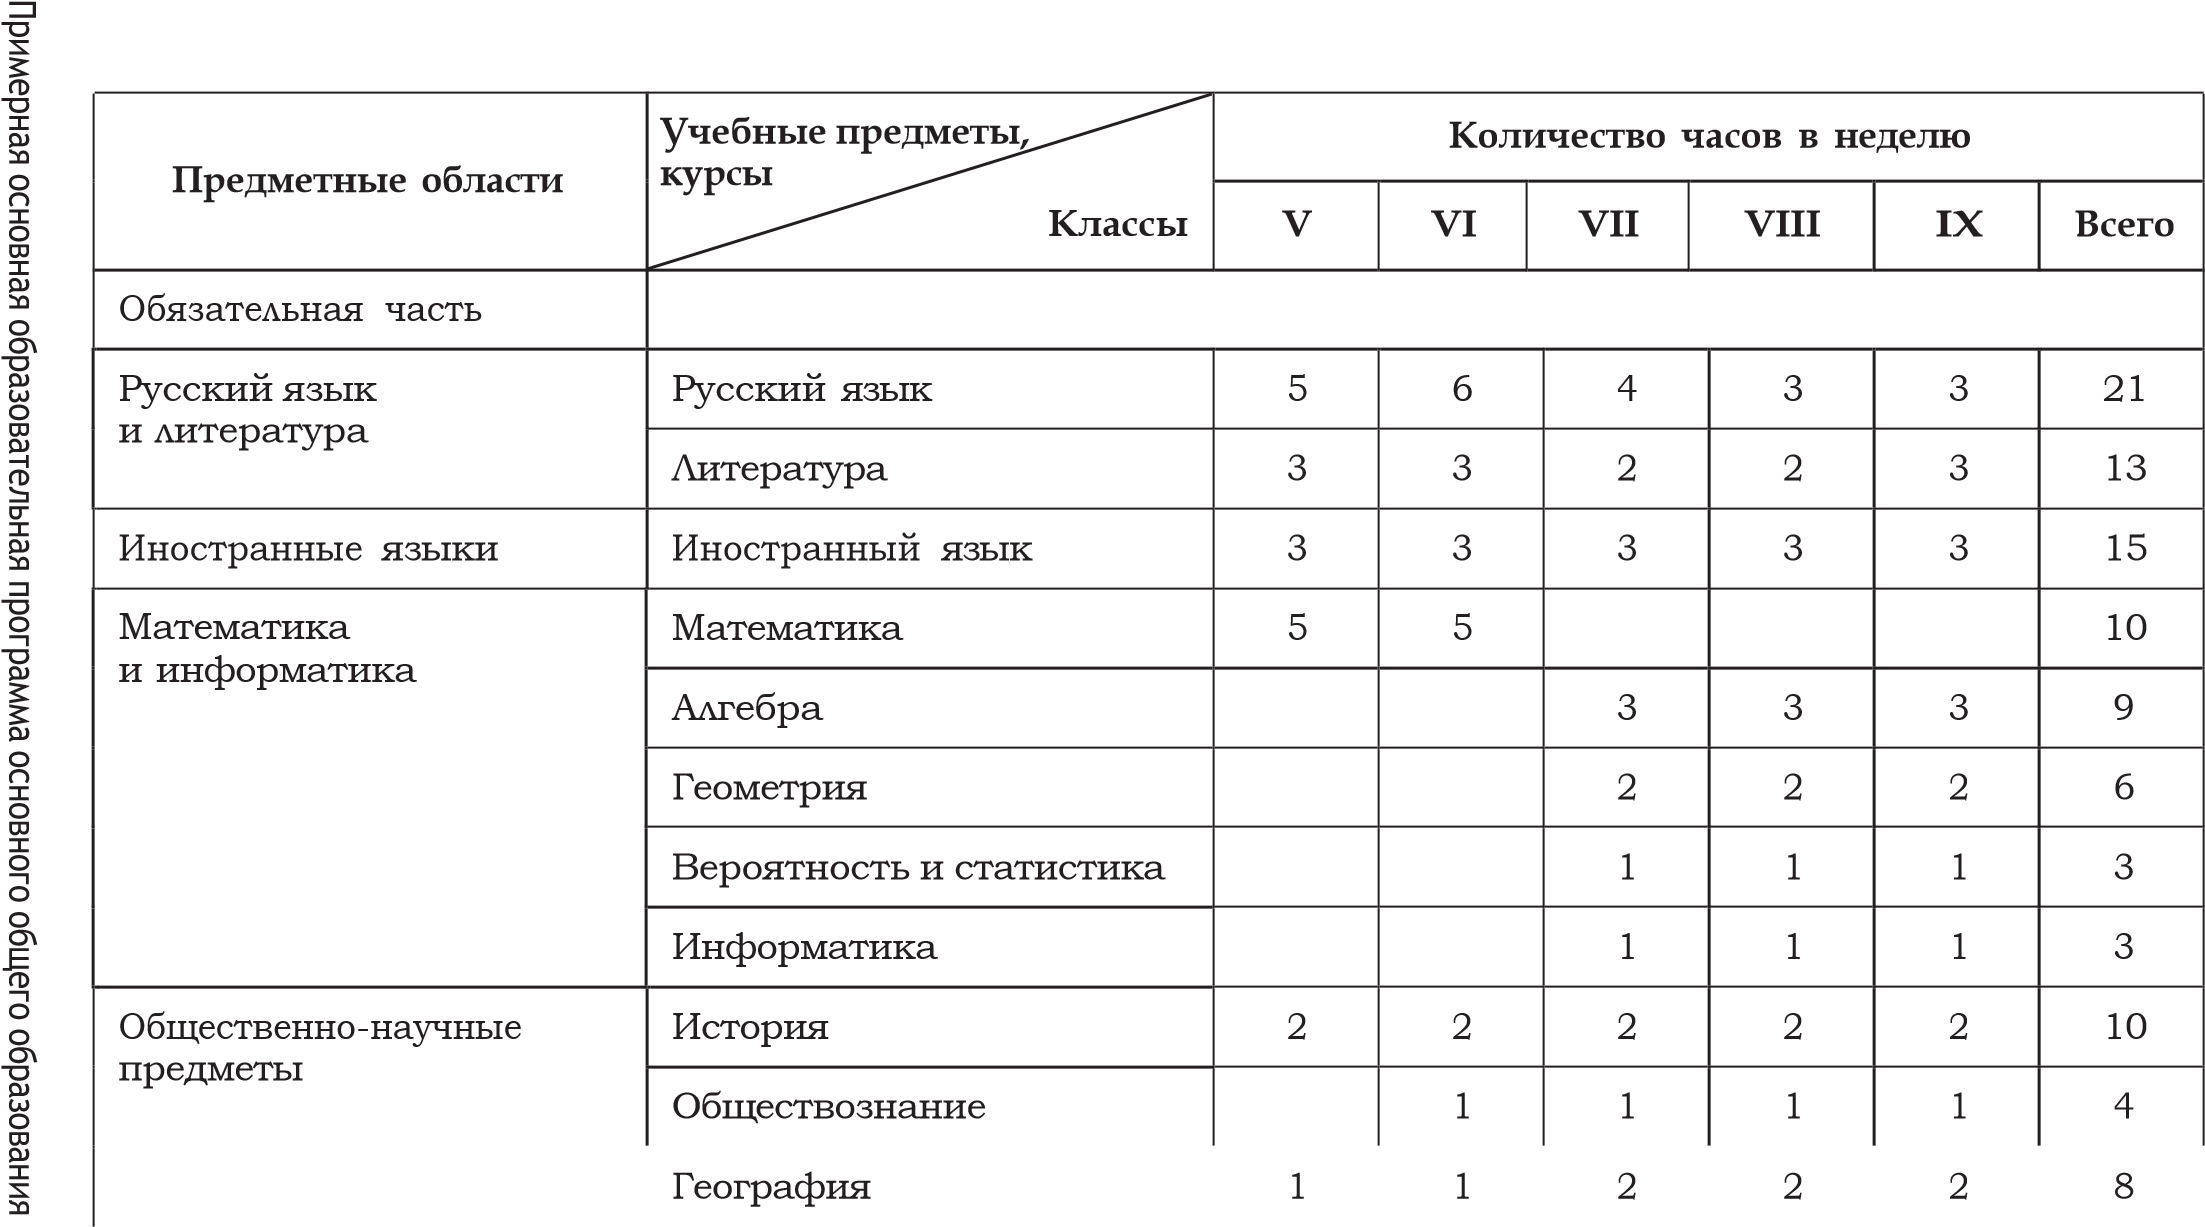 Примерная основная образовательная программа основного общего образования
Предметные области
Учебные предметы,
курсы
Классы
Количество часов в неделю
V VI VII VIII IX Всего
Обязательная часть
Русский язык
и литература
Русский язык 5 6 4 3 3 21
Литература 3 3 2 2 3 13
Иностранные языки
Иностранный язык 3 3 3 3 3 15
Математика
и информатика
Математика 5 5 10
Алгебра 3 3 3 9
Геометрия 2 2 2 6
Вероятность и статистика 1 1 1 3
Информатика 1 1 1 3
Общественно-научные
предметы
История 2 2 2 2 2 10
Обществознание 1 1 1 1 4
География 1 1 2 2 2 8